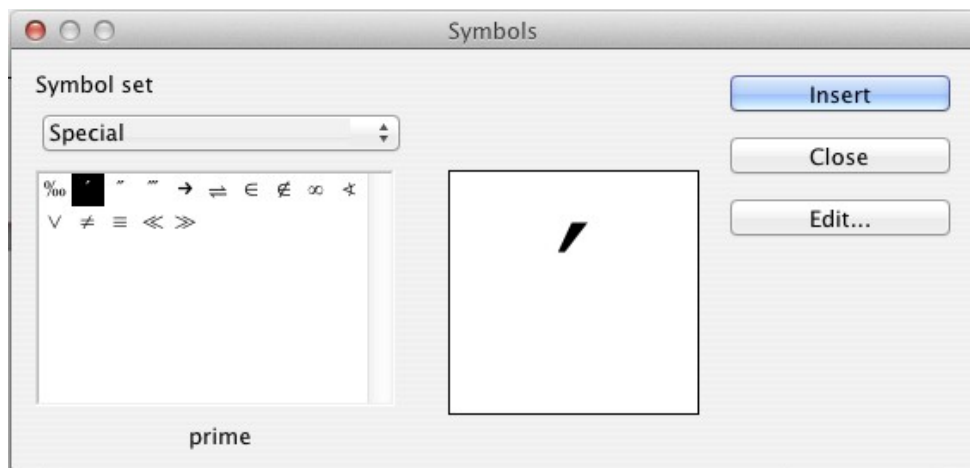 Symbols
Symbol set
Special
‰ ′ ″ ‴ → ⇌ ∈ ∉ ∞ ∢
∨ ≠ ≡ ≪ ≫
′
prime
Insert
Close
Edit...